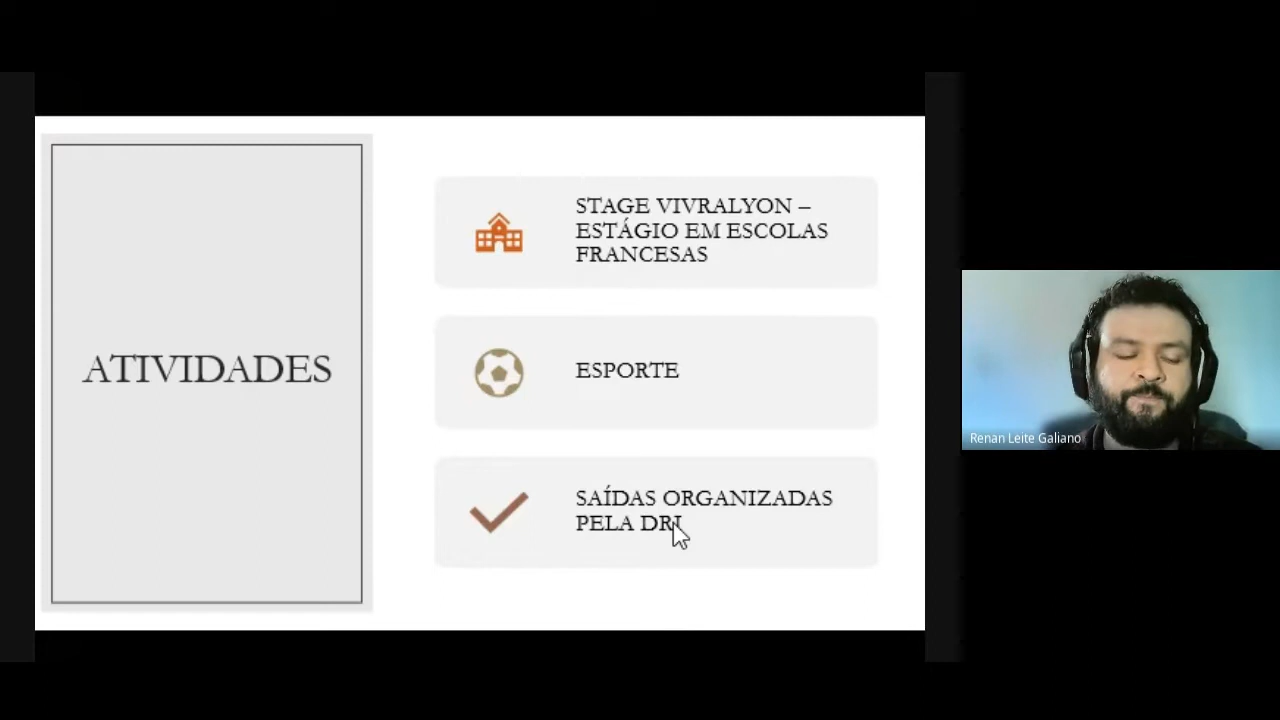 ATIVIDADES
STAGE VIVRALYON –
ESTÁGIO EM ESCOLAS
FRANCESAS
ESPORTE
SAÍDAS ORGANIZADAS
PELA DRI
Renan Leite Galiano